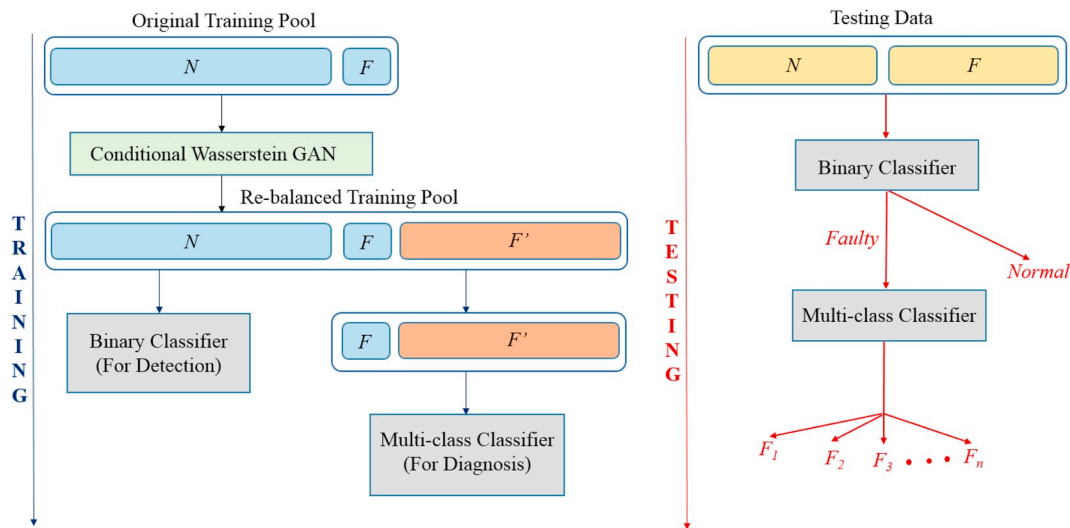 Original Training Pool
N
F
Conditional Wasserstein GAN
Re-balanced Training Pool
N
F
F’
Binary Classifier
(For Detection)
F
F’
Multi-class Classifier
(For Diagnosis)
TRAINING
Testing Data
N
F
Binary Classifier
Faulty
Normal
Multi-class Classifier
F1
F2
F3
• • •
Fn
TESTING